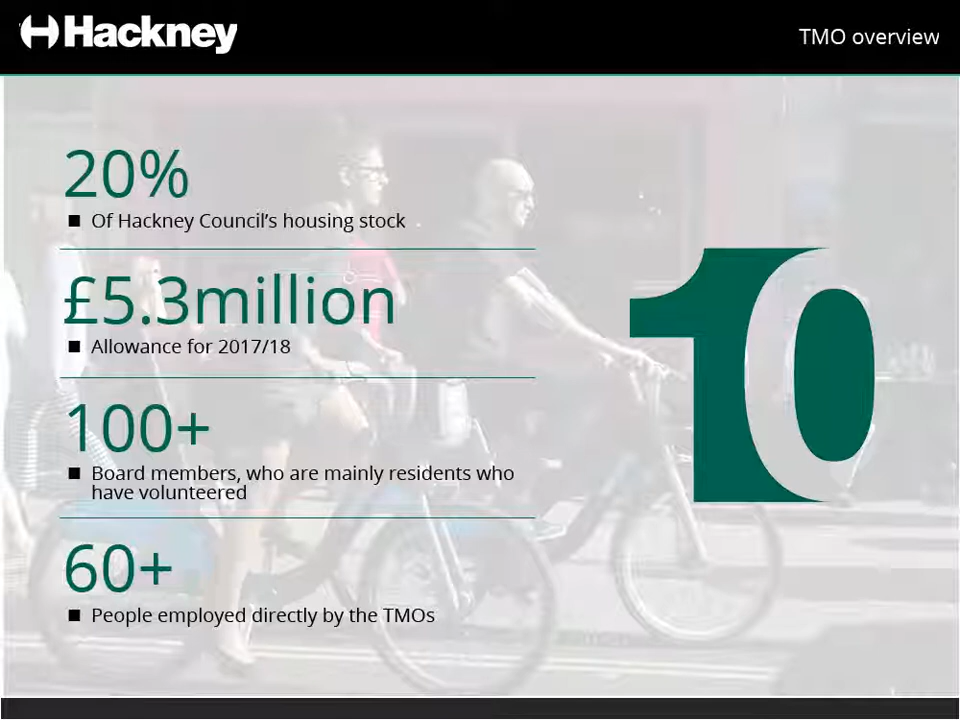 Hackney
TMO overview
20%
Of Hackney Council's housing stock
£5.3million
Allowance for 2017/18
100+
Board members, who are mainly residents who
have volunteered
60+
People employed directly by the TMOs
10